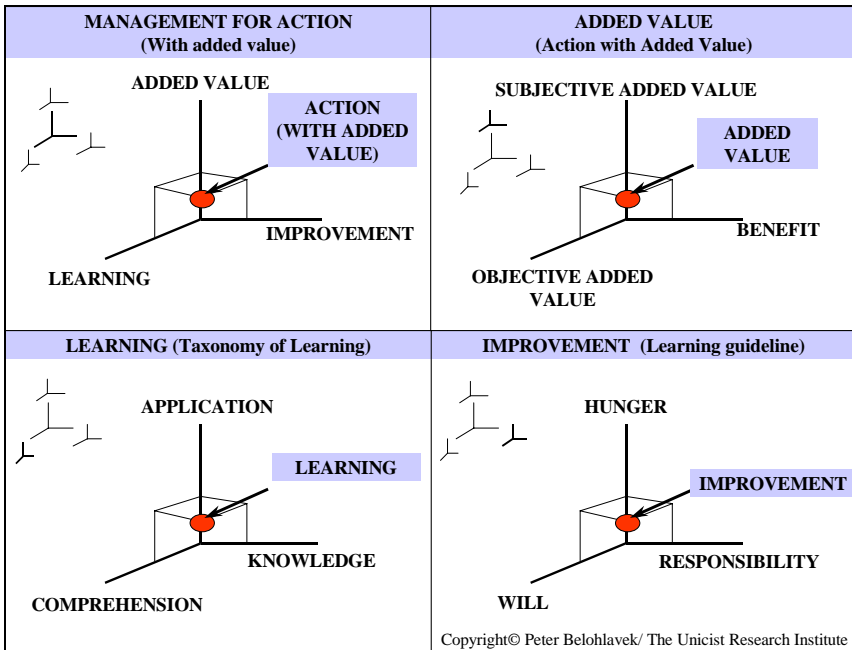 MANAGEMENT FOR ACTION
(With added value)
ADDED VALUE
ACTION
(WITH ADDED
VALUE)
IMPROVEMENT
LEARNING
ADDED VALUE
(Action with Added Value)
SUBJECTIVE ADDED VALUE
ADDED
VALUE
BENEFIT
OBJECTIVE ADDED
VALUE
LEARNING (Taxonomy of Learning)
APPLICATION
LEARNING
KNOWLEDGE
COMPREHENSION
IMPROVEMENT (Learning guideline)
HUNGER
IMPROVEMENT
RESPONSIBILITY
WILL
Copyright© Peter Belohlavek/ The Unicist Research Institute